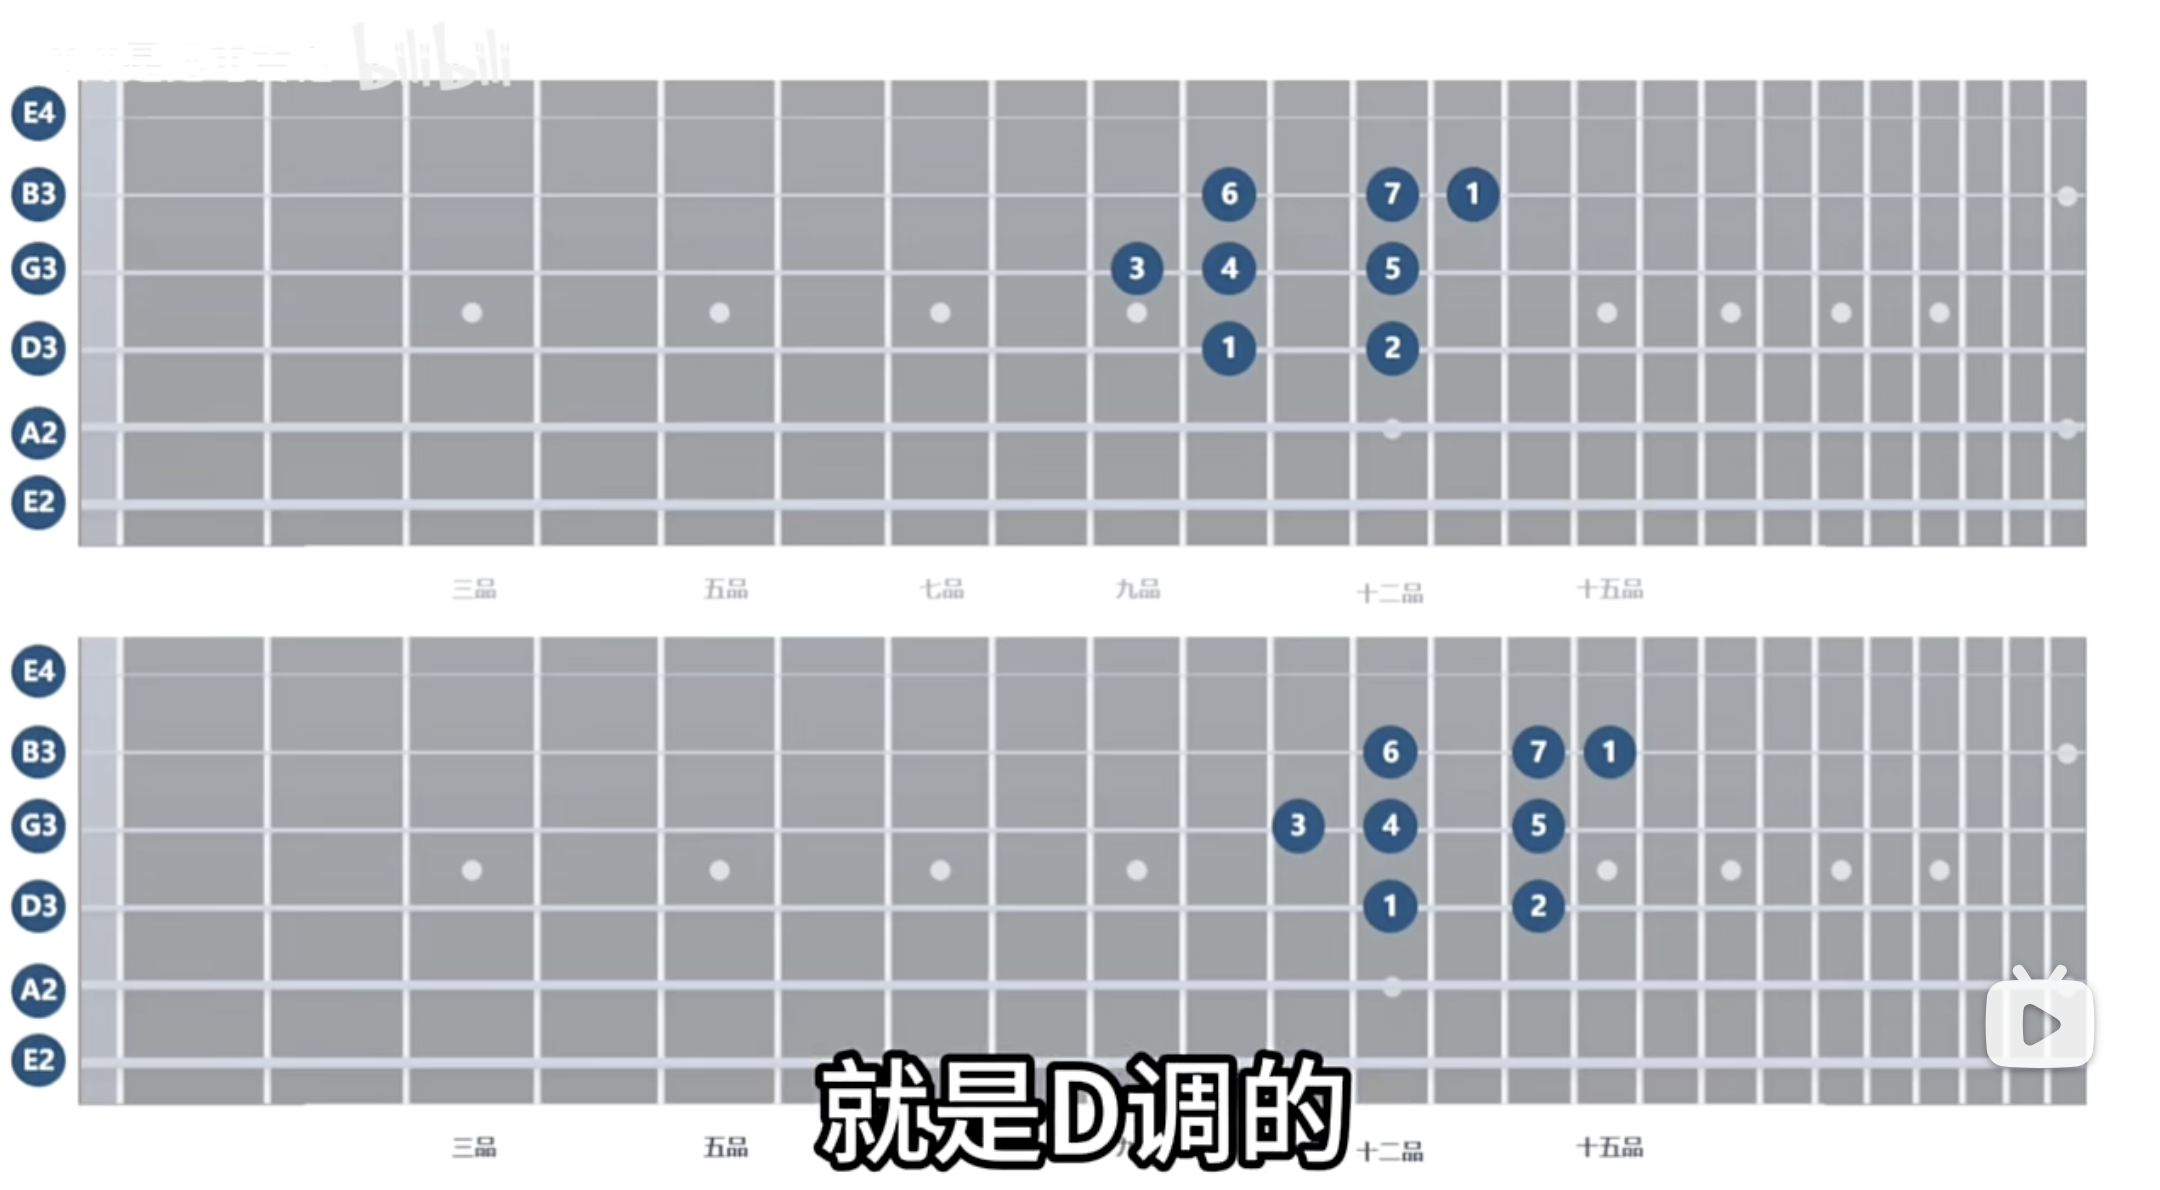 bilibili
E4
B3 6 7 1
G3 3 4 5
D3 1 2
A2
E2
三品 五品 七品 九品 十二品 十五品
E4
B3 6 7 1
G3 3 4 5
D3 1 2
A2
E2
三品 五品 十二品 十五品
就是D调的